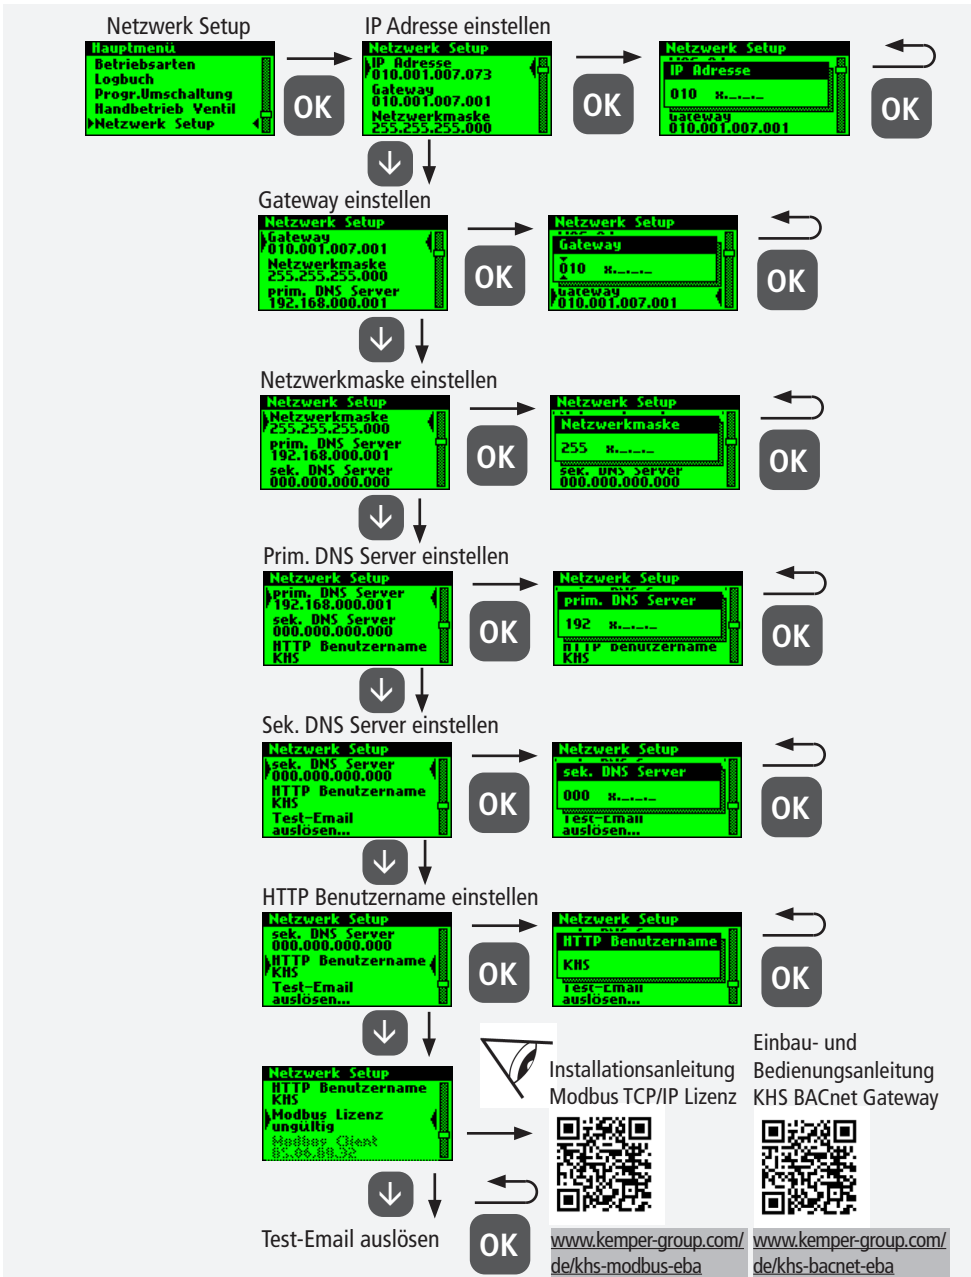 Netzwerk Setup
IP Adresse einstellen
Hauptmenü
Betriebsarten
Logbuch
Progr.Umschaltung
Handbetrieb Ventil
Netzwerk Setup
OK
Netzwerk Setup
IP Adresse
010.001.007.073
Gateway
010.001.007.001
Netzwerkmaske
255.255.255.000
OK
Netzwerk Setup
IP Adresse
010 x._._._
Gateway
010.001.007.001
OK
Gateway einstellen
Netzwerk Setup
Gateway
010.001.007.001
Netzwerkmaske
255.255.255.000
prim. DNS Server
192.168.000.001
OK
Netzwerk Setup
Gateway
010 x._._._
Gateway
010.001.007.001
OK
Netzwerkmaske einstellen
Netzwerk Setup
Netzwerkmaske
255.255.255.000
prim. DNS Server
192.168.000.001
sek. DNS Server
000.000.000.000
OK
Netzwerk Setup
Netzwerkmaske
255 x._._._
sek. DNS Server
000.000.000.000
OK
Prim. DNS Server einstellen
Netzwerk Setup
prim. DNS Server
192.168.000.001
sek. DNS Server
000.000.000.000
HTTP Benutzername
KHS
OK
Netzwerk Setup
prim. DNS Server
192 x._._._
HTTP Benutzername
KHS
OK
Sek. DNS Server einstellen
Netzwerk Setup
sek. DNS Server
000.000.000.000
HTTP Benutzername
KHS
Test-Email
auslösen...
OK
Netzwerk Setup
sek. DNS Server
000 x._._._
Test-Email
auslösen...
OK
HTTP Benutzername einstellen
Netzwerk Setup
sek. DNS Server
000.000.000.000
HTTP Benutzername
KHS
Test-Email
auslösen...
OK
Netzwerk Setup
HTTP Benutzername
KHS
Test-Email
auslösen...
OK
Netzwerk Setup
HTTP Benutzername
KHS
Modbus Lizenz
ungültig
Modbus Client
Installationsanleitung
Modbus TCP/IP Lizenz
www.kemper-group.com/
de/khs-modbus-eba
Einbau- und
Bedienungsanleitung
KHS BACnet Gateway
www.kemper-group.com/
de/khs-bacnet-eba
Test-Email auslösen
OK